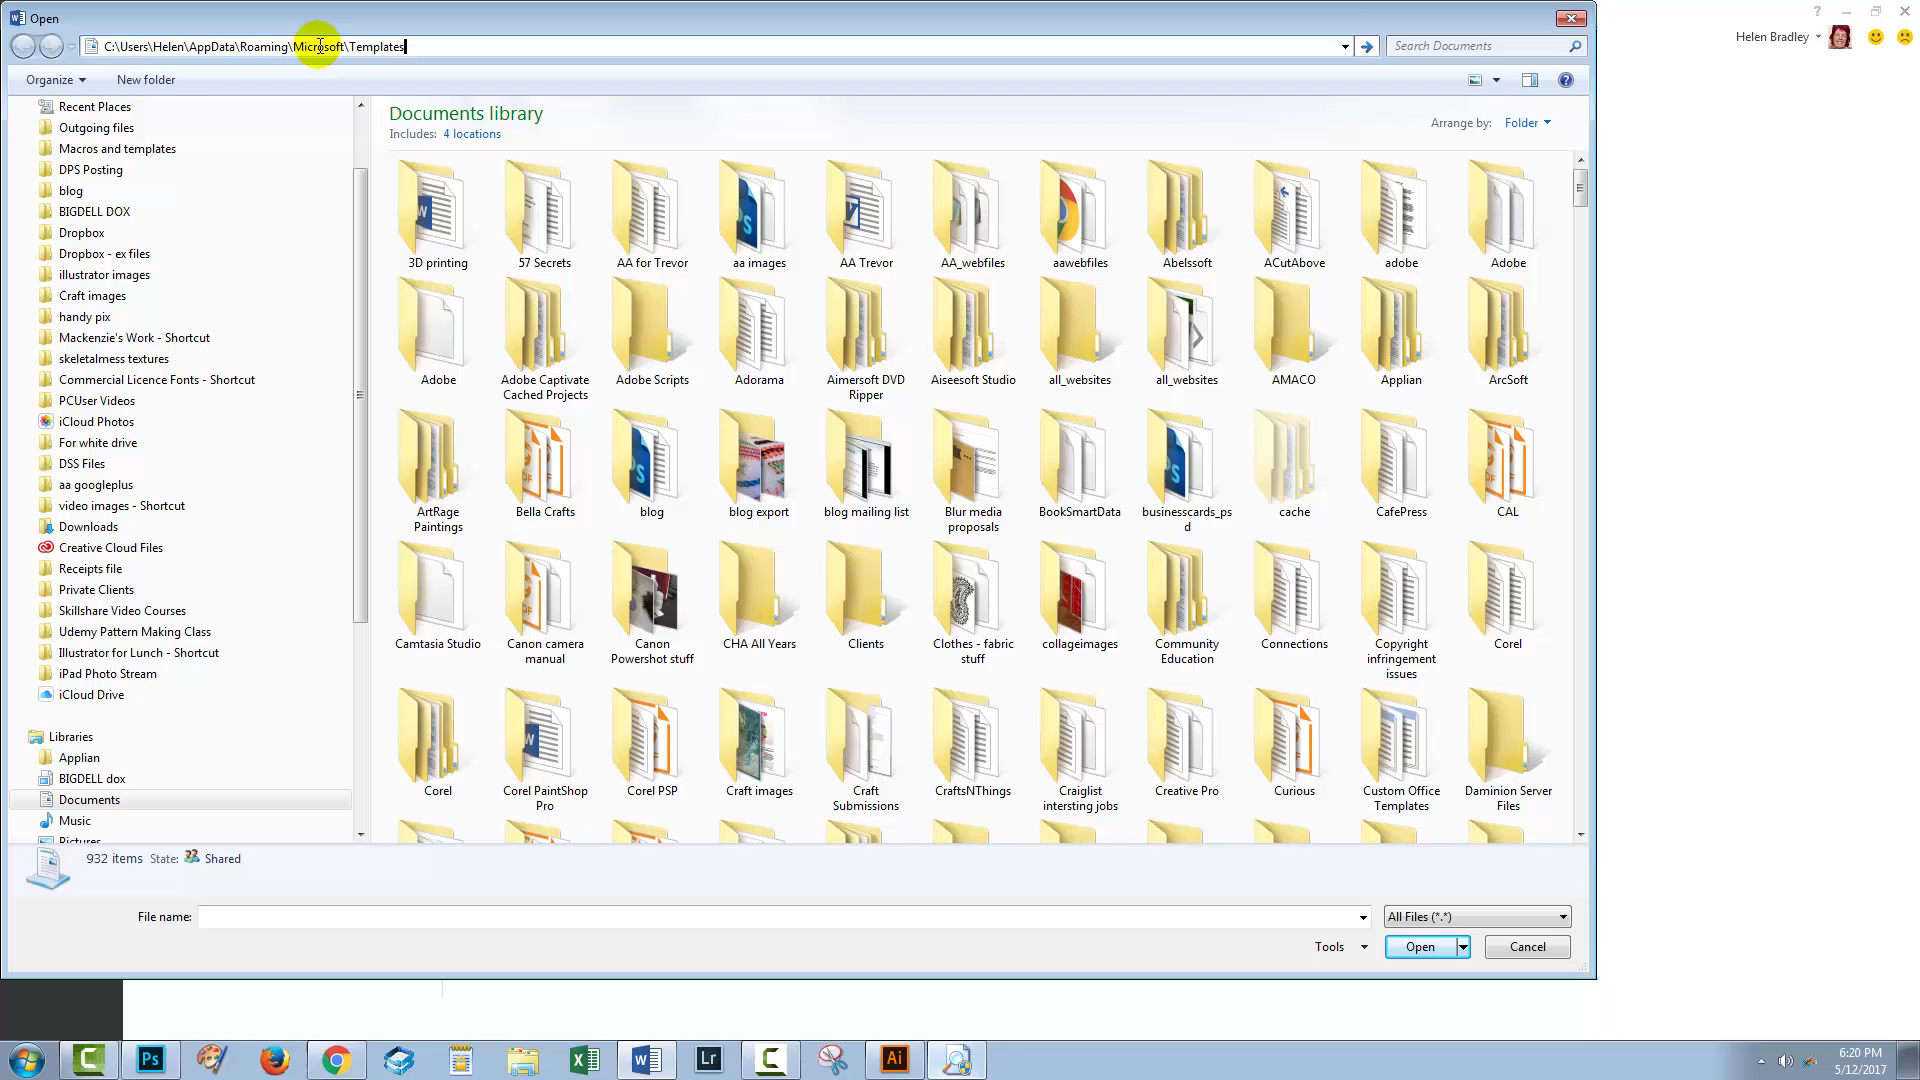 Open
Helen Bradley
C:\Users\Helen\AppData\Roaming\Microsoft\Templates
Search Documents
Organize
New folder
Recent Places
Outgoing files
Macros and templates
DPS Posting
blog
BIGDELL DOX
Dropbox
Dropbox - ex files
illustrator images
Craft images
handy pix
Mackenzie's Work - Shortcut
skeletalmess textures
Commercial Licence Fonts - Shortcut
PCUser Videos
iCloud Photos
For white drive
DSS Files
aa googleplus
video images - Shortcut
Downloads
Creative Cloud Files
Receipts file
Private Clients
Skillshare Video Courses
Udemy Pattern Making Class
Illustrator for Lunch - Shortcut
iPad Photo Stream
iCloud Drive
Libraries
Applian
BIGDELL dox
Documents
Music
Pictures
Documents library
Includes: 4 locations
Arrange by: Folder
3D printing
57 Secrets
AA for Trevor
aa images
AA Trevor
AA_webfiles
aawebfiles
Abelssoft
ACutAbove
adobe
Adobe
Adobe
Adobe Captivate
Cached Projects
Adobe Scripts
Adorama
Aimersoft DVD
Ripper
Aiseesoft Studio
all_websites
all_websites
AMACO
Applian
ArcSoft
ArtRage
Paintings
Bella Crafts
blog
blog export
blog mailing list
Blur media
proposals
BookSmartData
businesscards_ps
d
cache
CafePress
CAL
Camtasia Studio
Canon camera
manual
Canon
Powershot stuff
CHA All Years
Clients
Clothes - fabric
stuff
collageimages
Community
Education
Connections
Copyright
infringement
issues
Corel
Corel
Corel PaintShop
Pro
Corel PSP
Craft images
Craft
Submissions
CraftsNThings
Craiglist
intersting jobs
Creative Pro
Curious
Custom Office
Templates
Daminion Server
Files
932 items State: Shared
File name:
All Files (*.*)
Tools
Open
Cancel
Ps
Lr
Ai
6:20 PM
5/12/2017